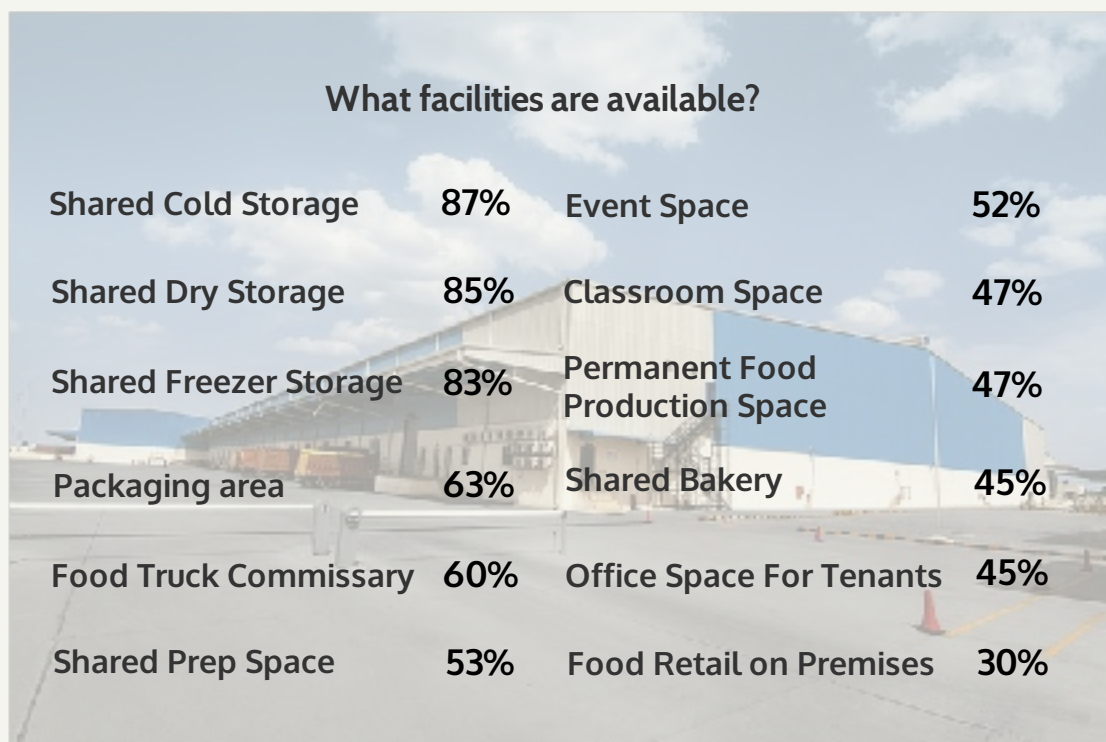 What facilities are available?
Shared Cold Storage 87%
Shared Dry Storage 85%
Shared Freezer Storage 83%
Packaging area 63%
Food Truck Commissary 60%
Shared Prep Space 53%
Event Space 52%
Classroom Space 47%
Permanent Food
Production Space 47%
Shared Bakery 45%
Office Space For Tenants 45%
Food Retail on Premises 30%